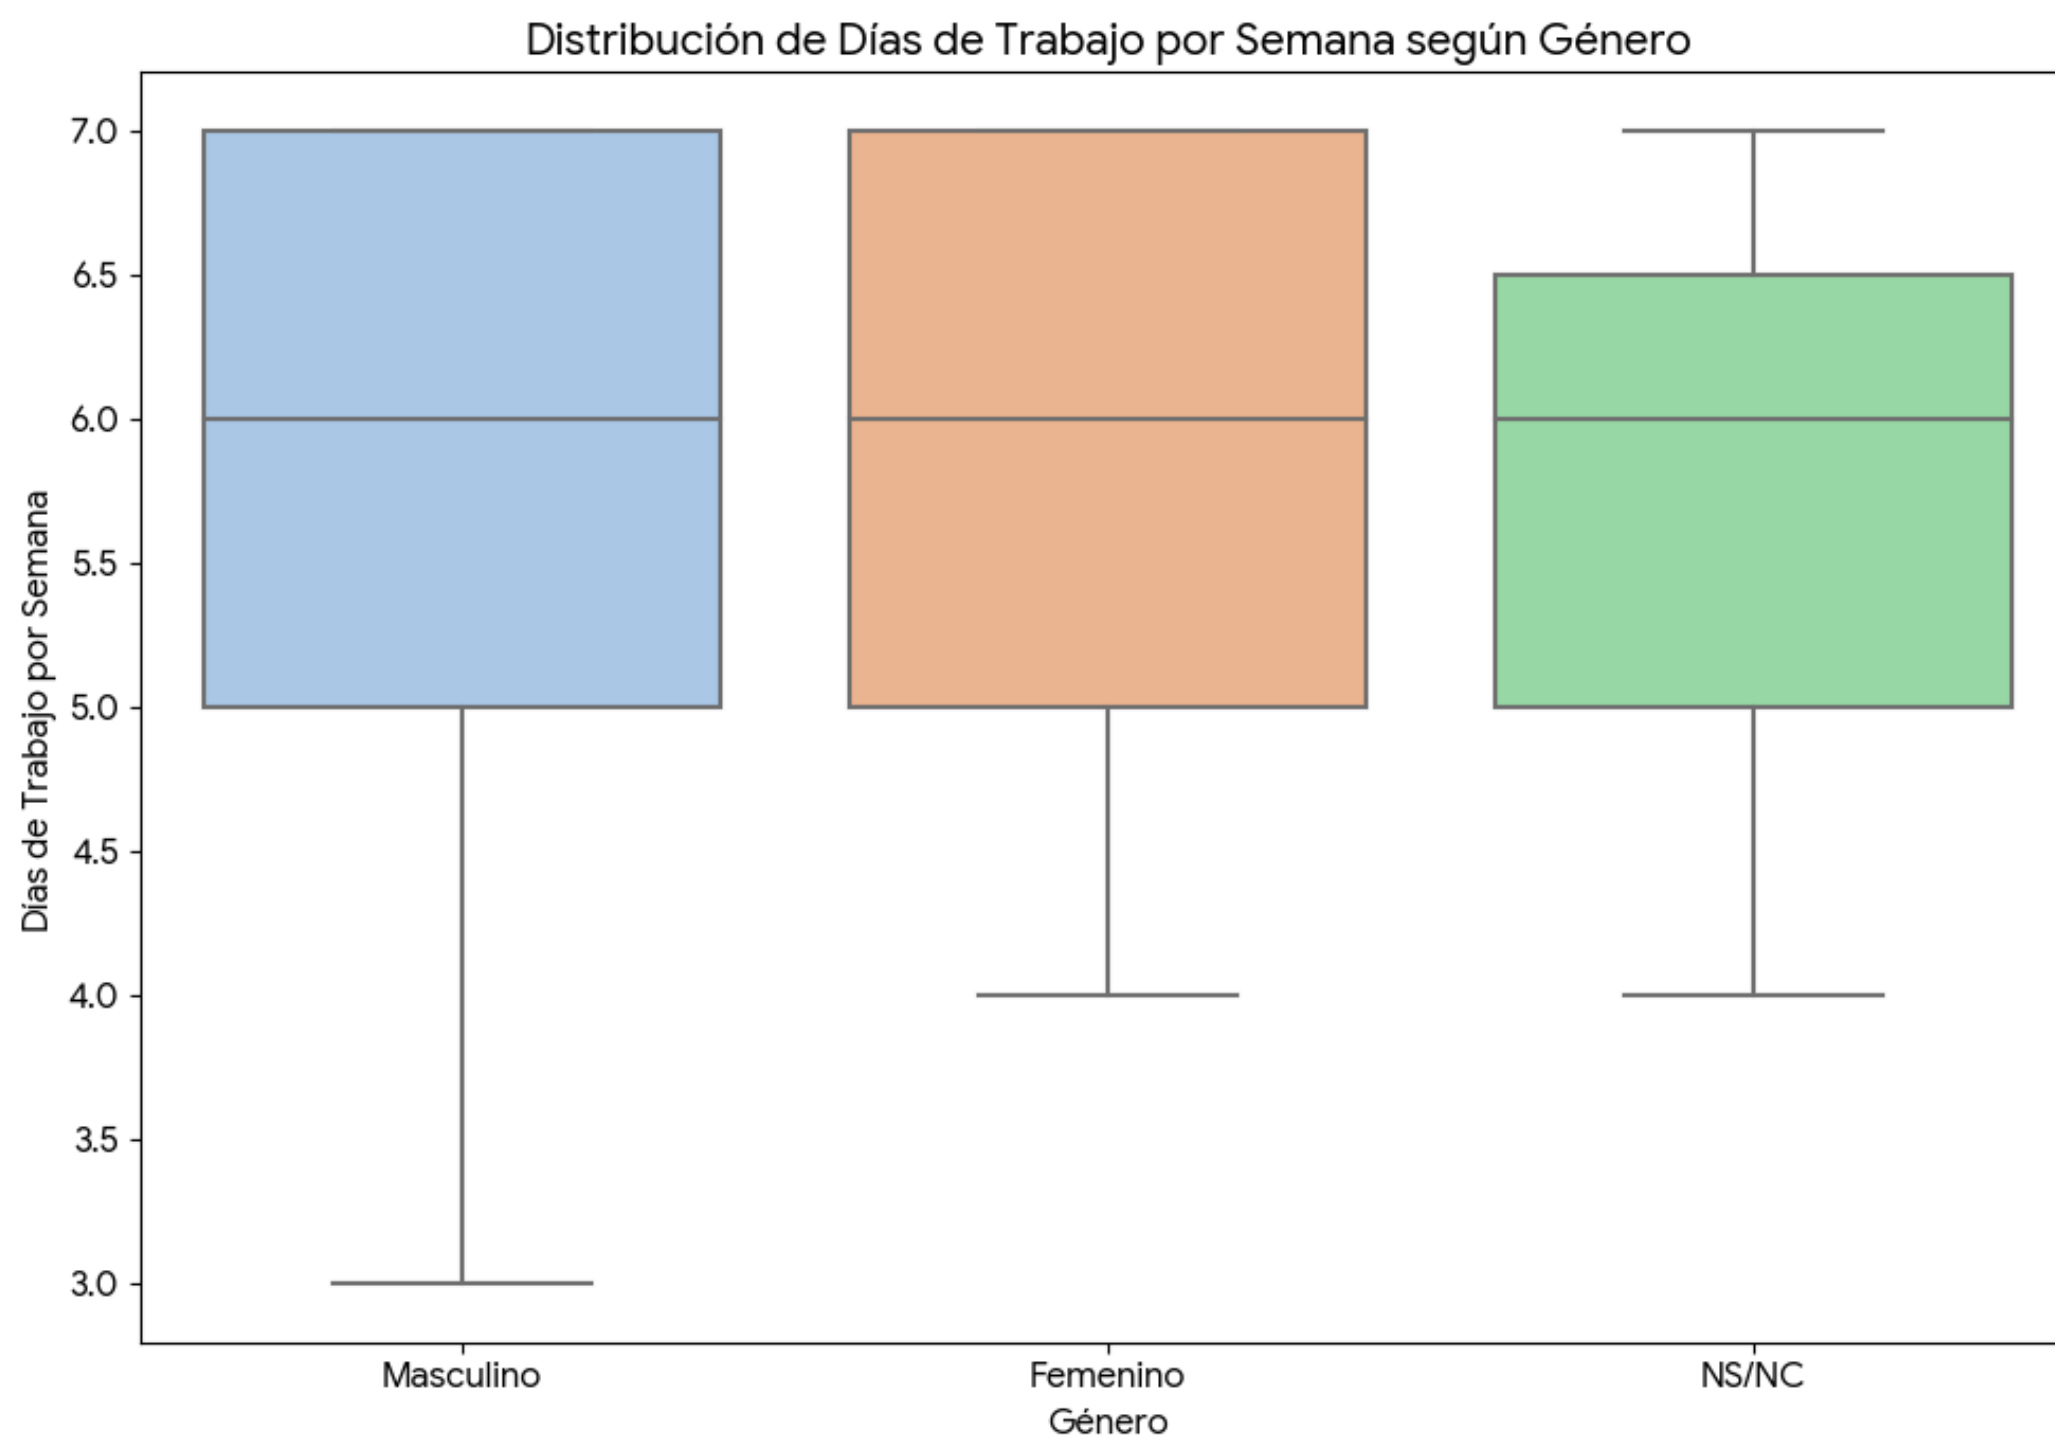 Distribución de Días de Trabajo por Semana según Género
Días de Trabajo por Semana
7.0
6.5
6.0
5.5
5.0
4.5
4.0
3.5
3.0
Masculino
Femenino
NS/NC
Género